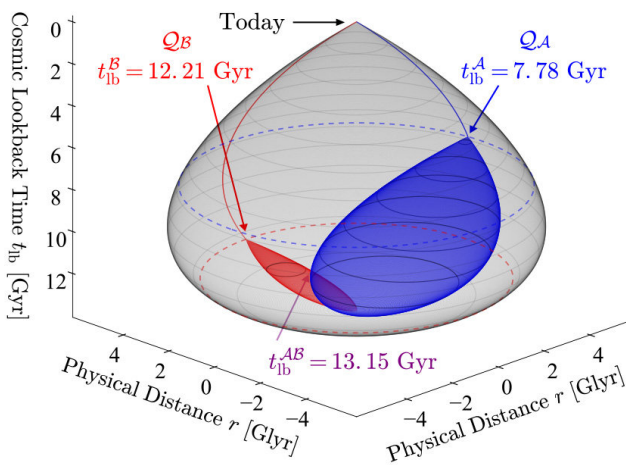 Today
𝒬_ℬ
t_lb^ℬ = 12.21 Gyr
𝒬_𝒜
t_lb^𝒜 = 7.78 Gyr
Cosmic Lookback Time t_lb [Gyr]
0
2
4
6
8
10
12
t_lb^𝒜ℬ = 13.15 Gyr
4
2
0
−2
−4
Physical Distance r [Glyr]
−4
−2
0
2
4
Physical Distance r [Glyr]